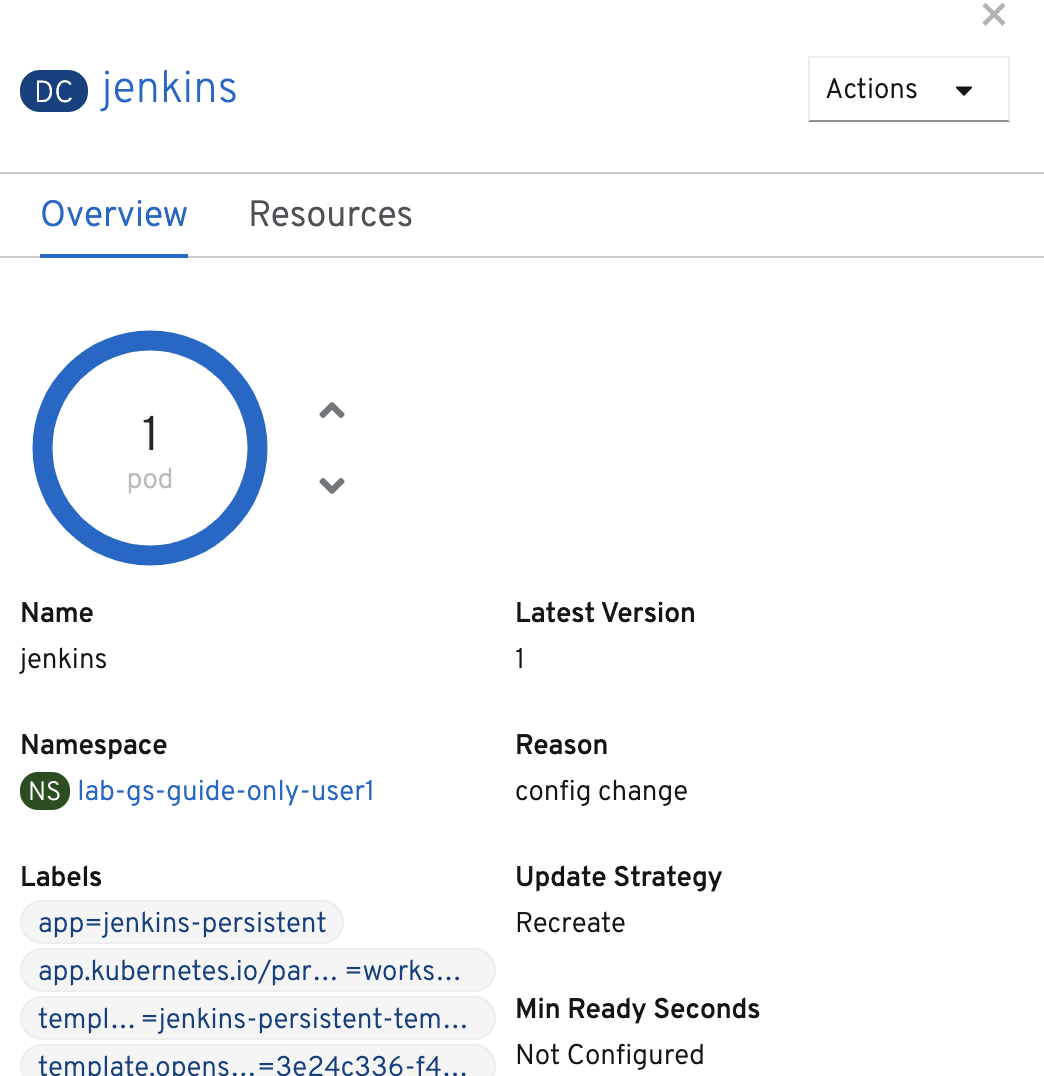 DC jenkins
Actions
Overview Resources
1
pod
Name
jenkins
Latest Version
1
Namespace
NS lab-gs-guide-only-user1
Reason
config change
Labels
app=jenkins-persistent
app.kubernetes.io/par... =works...
templ... =jenkins-persistent-tem...
template.opens...=3e24c336-f4...
Update Strategy
Recreate
Min Ready Seconds
Not Configured